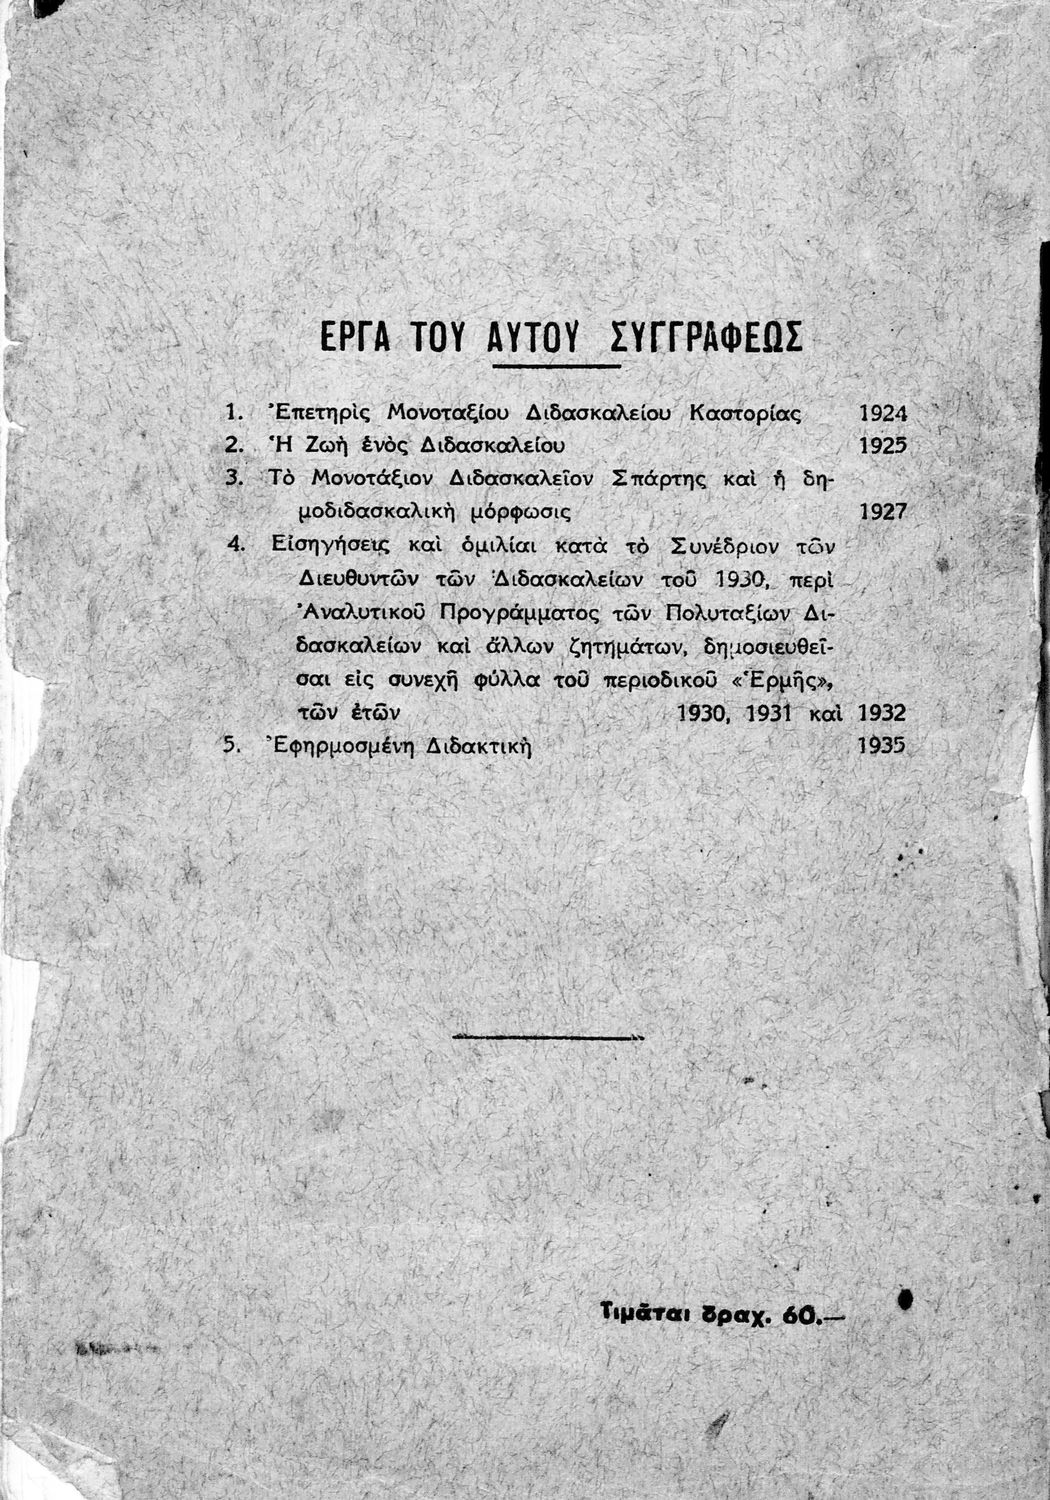 ΕΡΓΑ ΤΟΥ ΑΥΤΟΥ ΣΥΓΓΡΑΦΕΩΣ
1. Ἐπετηρὶς Μονοταξίου Διδασκαλείου Καστορίας 1924
2. Ἡ Ζωὴ ἑνὸς Διδασκαλείου 1925
3. Τὸ Μονοτάξιον Διδασκαλεῖον Σπάρτης καὶ ἡ δη-
μοδιδασκαλικὴ μόρφωσις 1927
4. Εἰσηγήσεις καὶ ὁμιλίαι κατὰ τὸ Συνέδριον τῶν
Διευθυντῶν τῶν Διδασκαλείων τοῦ 1930, περὶ
Ἀναλυτικοῦ Προγράμματος τῶν Πολυταξίων Δι-
δασκαλείων καὶ ἄλλων ζητημάτων, δημοσιευθεῖ-
σαι εἰς συνεχῆ φύλλα τοῦ περιοδικοῦ «Ἑρμῆς»,
τῶν ἐτῶν 1930, 1931 καὶ 1932
5. Ἐφηρμοσμένη Διδακτικὴ 1935
Τιμᾶται δραχ. 60.—